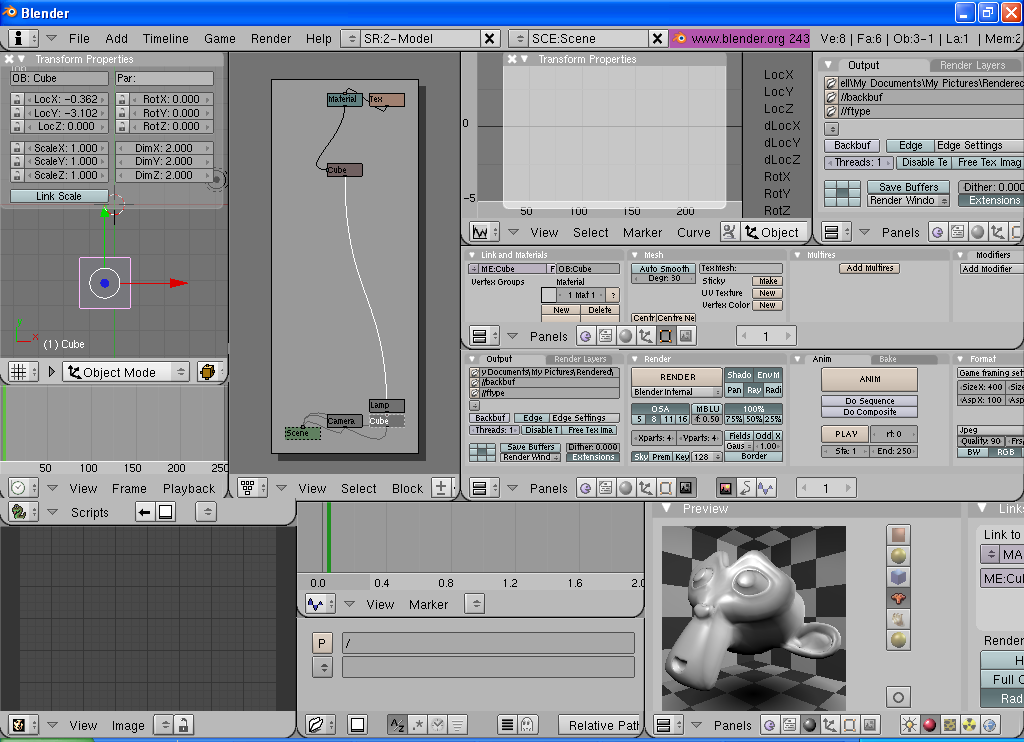 Blender
File Add Timeline Game Render Help SR:2-Model SCE:Scene www.blender.org 243 Ve:8 | Fa:6 | Ob:3-1 | La:1 | Mem:2
Transform Properties
OB: Cube Par:
LocX: -0.362 RotX: 0.000
LocY: -3.102 RotY: 0.000
LocZ: 0.000 RotZ: 0.000
ScaleX: 1.000 DimX: 2.000
ScaleY: 1.000 DimY: 2.000
ScaleZ: 1.000 DimZ: 2.000
Link Scale
x
(1) Cube
Object Mode
50 100 150 200 250
View Frame Playback
Material Tex
Cube
Lamp
Camera Cube
Scene
View Select Block
Transform Properties
0
-5
50 100 150 200
LocX
LocY
LocZ
dLocX
dLocY
dLocZ
RotX
RotY
RotZ
View Select Marker Curve Object
Output Render Layers
ell\My Documents\My Pictures\Rendered
//backbuf
//ftype
Backbuf Edge Edge Settings
Threads: 1 Disable Te Free Tex Imag
Save Buffers Dither: 0.000
Render Windo Extensions
Panels
Link and Materials Mesh Multires Modifiers
ME:Cube F OB:Cube
Vertex Groups Material
1 Mat 1 ?
New Delete
Auto Smooth TexMesh:
Degr: 30 Sticky Make
UV Texture New
Vertex Color New
Centr Centre Ne
Add Multires
Add Modifier
Panels 1
Output Render Layers Render Anim Bake Format
y Documents\My Pictures\Rendered\
//backbuf
//ftype
Backbuf Edge Edge Settings
Threads: 1 Disable T Free Tex Ima
Save Buffers Dither: 0.000
Render Wind Extensions
RENDER Shado EnvM
Blender Internal Pan Ray Radi
OSA MBLU 100%
5 8 11 16 Bf: 0.50 75% 50% 25%
Xparts: 4 Yparts: 4 Fields Odd X
Gaus 1.00
Sky Prem Key 128 Border
ANIM
Do Sequence
Do Composite
PLAY rt: 0
Sta: 1 End: 250
Game framing set
SizeX: 400 Size
AspX: 100 Asp
Jpeg
Quality: 90 Frs
BW RGB
Panels 1
Scripts
View Image
0.0 0.4 0.8 1.2 1.6 2.0
View Marker
P /
Relative Path
Preview Links
Link to
MA
ME:Cu
Render
H
Full O
Rad
Panels